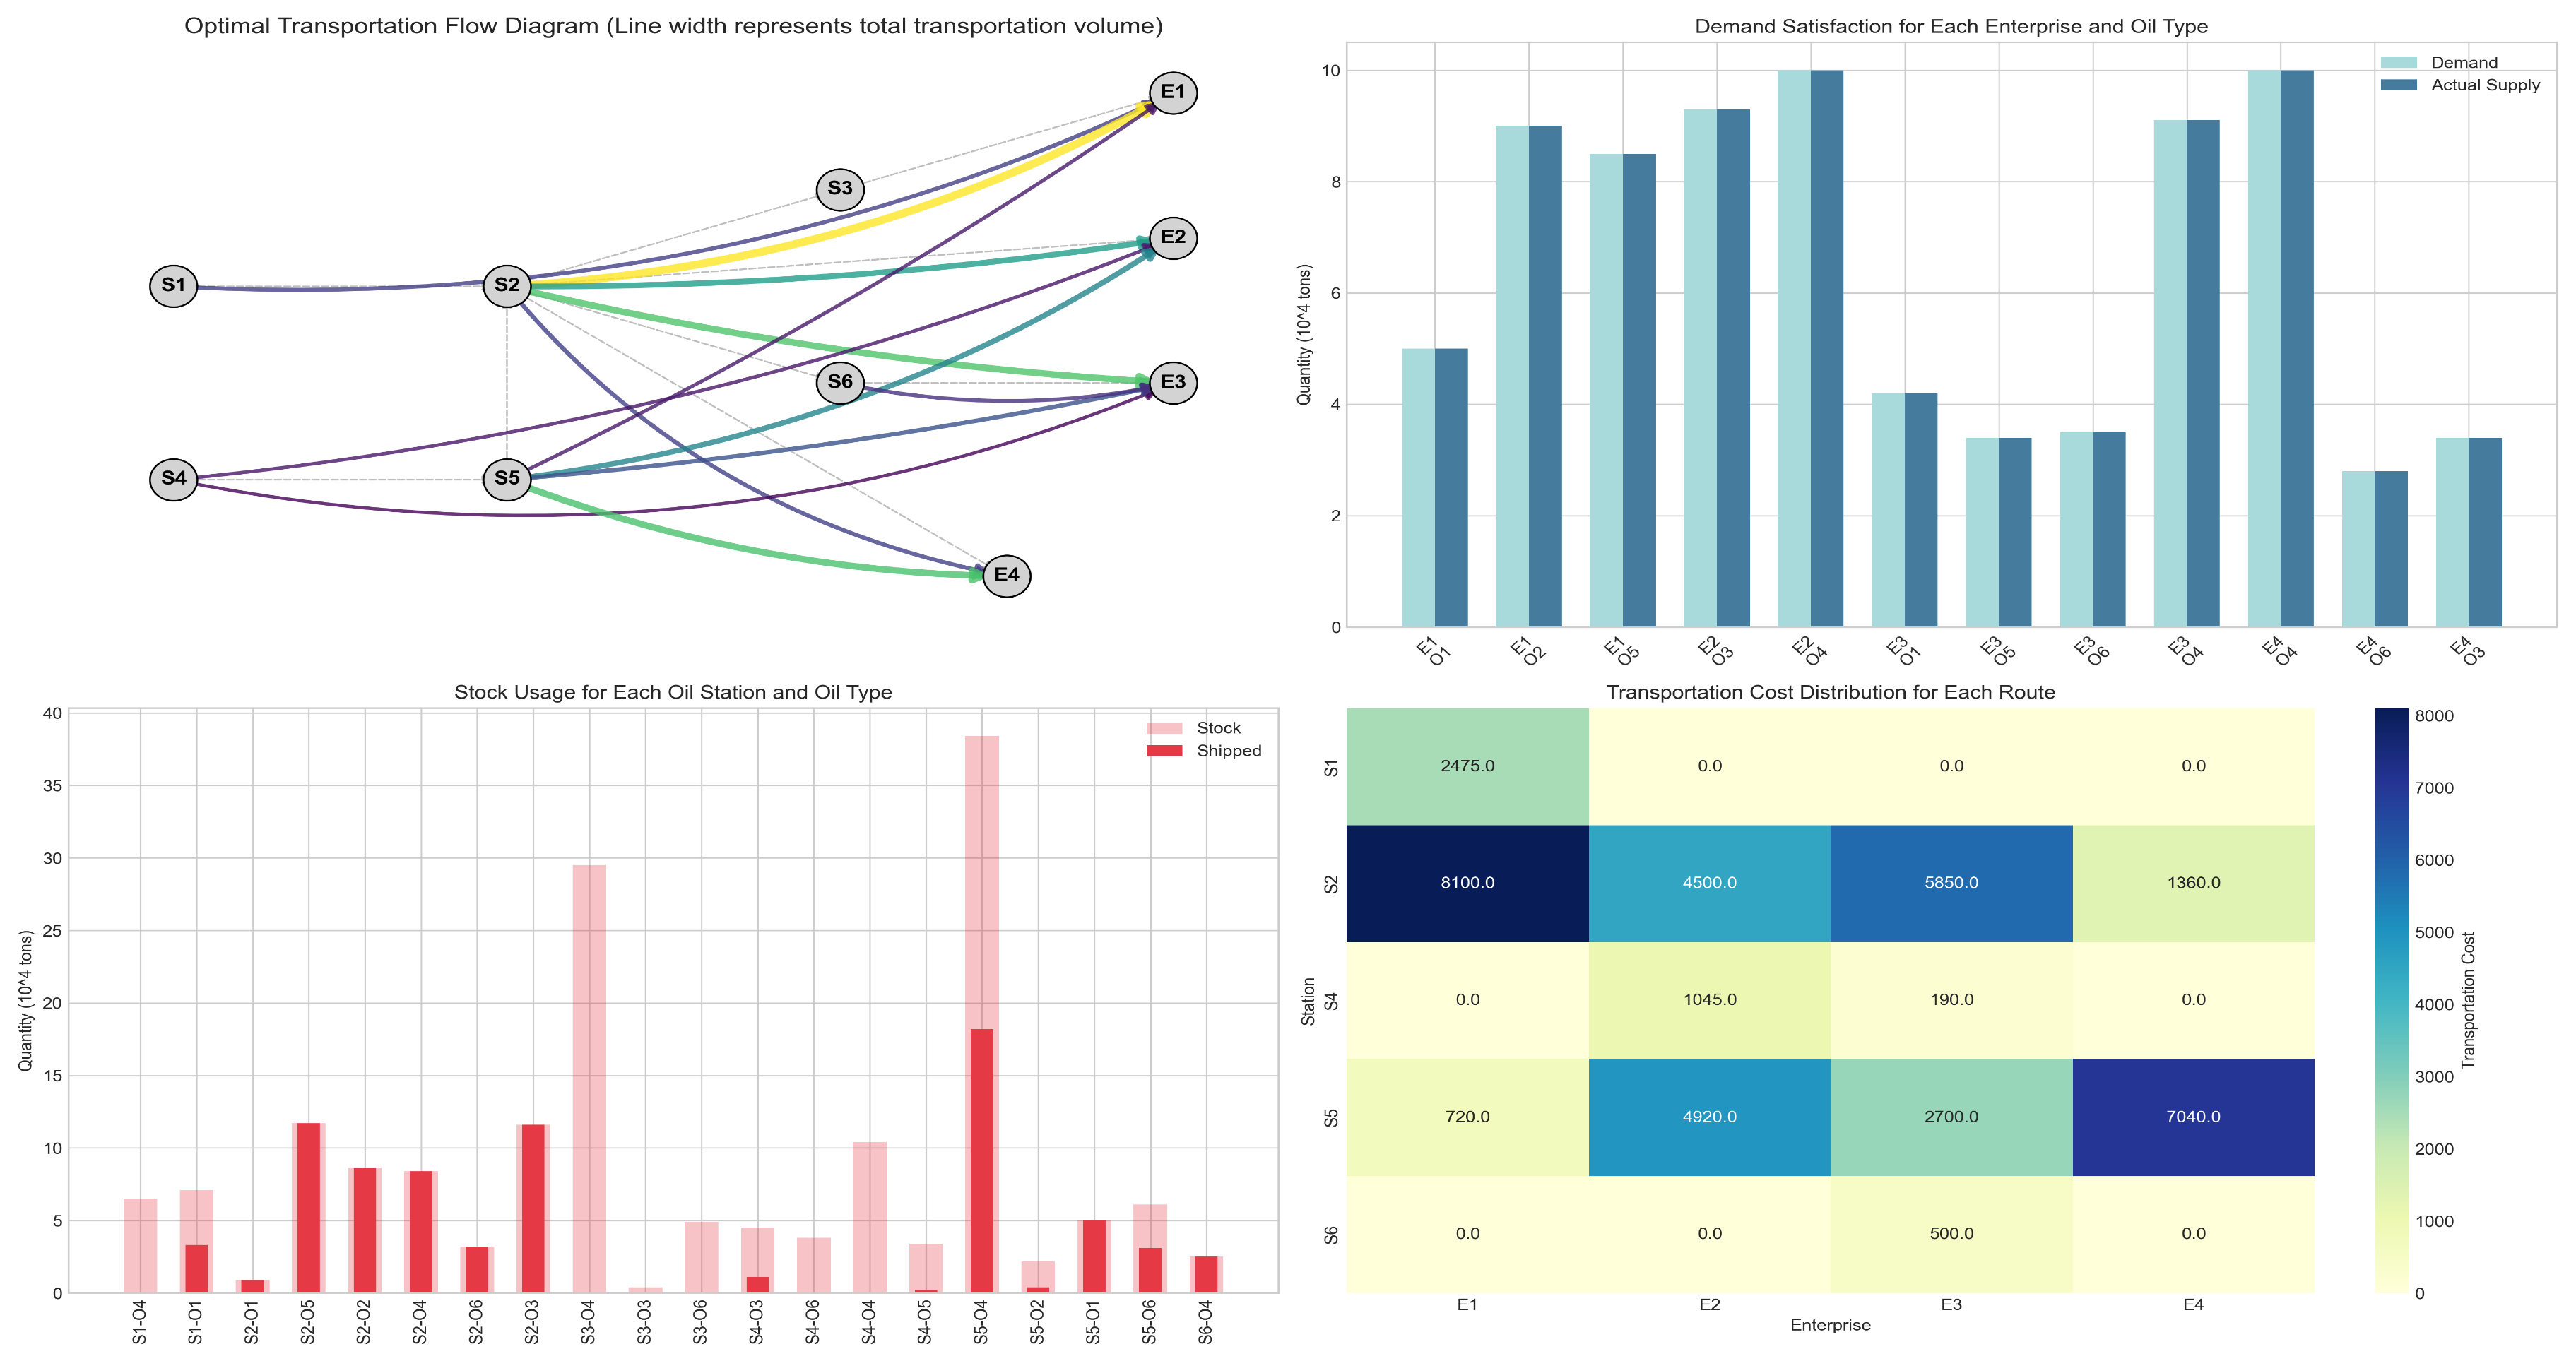 Optimal Transportation Flow Diagram (Line width represents total transportation volume)
E1
S3
E2
S1
S2
S6
E3
S4
S5
E4
Demand Satisfaction for Each Enterprise and Oil Type
Demand
Actual Supply
Quantity (10^4 tons)
10
8
6
4
2
0
E1
O1
E1
O2
E1
O5
E2
O3
E2
O4
E3
O1
E3
O5
E3
O6
E3
O4
E4
O4
E4
O6
E4
O3
Stock Usage for Each Oil Station and Oil Type
Stock
Shipped
Quantity (10^4 tons)
40
35
30
25
20
15
10
5
0
S1-O4
S1-O1
S2-O1
S2-O5
S2-O2
S2-O4
S2-O6
S2-O3
S3-O4
S3-O3
S3-O6
S4-O3
S4-O6
S4-O4
S4-O5
S5-O4
S5-O2
S5-O1
S5-O6
S6-O4
Transportation Cost Distribution for Each Route
Station
S1 2475.0 0.0 0.0 0.0
S2 8100.0 4500.0 5850.0 1360.0
S4 0.0 1045.0 190.0 0.0
S5 720.0 4920.0 2700.0 7040.0
S6 0.0 0.0 500.0 0.0
E1 E2 E3 E4
Enterprise
8000
7000
6000
5000
4000
3000
2000
1000
0
Transportation Cost